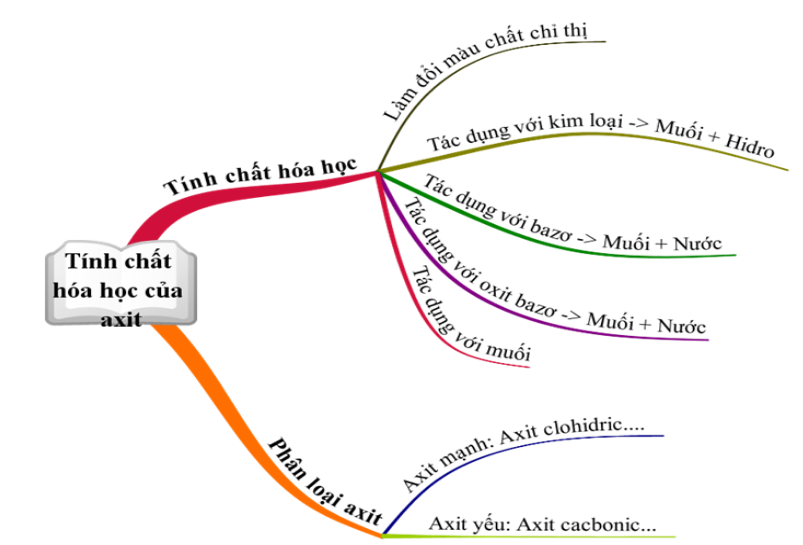 Tính chất
hóa học của
axit
Tính chất hóa học
Làm đổi màu chất chỉ thị
Tác dụng với kim loại -> Muối + Hidro
Tác dụng với bazơ -> Muối + Nước
Tác dụng với oxit bazơ -> Muối + Nước
Tác dụng với muối
Phân loại axit
Axit mạnh: Axit clohidric....
Axit yếu: Axit cacbonic...